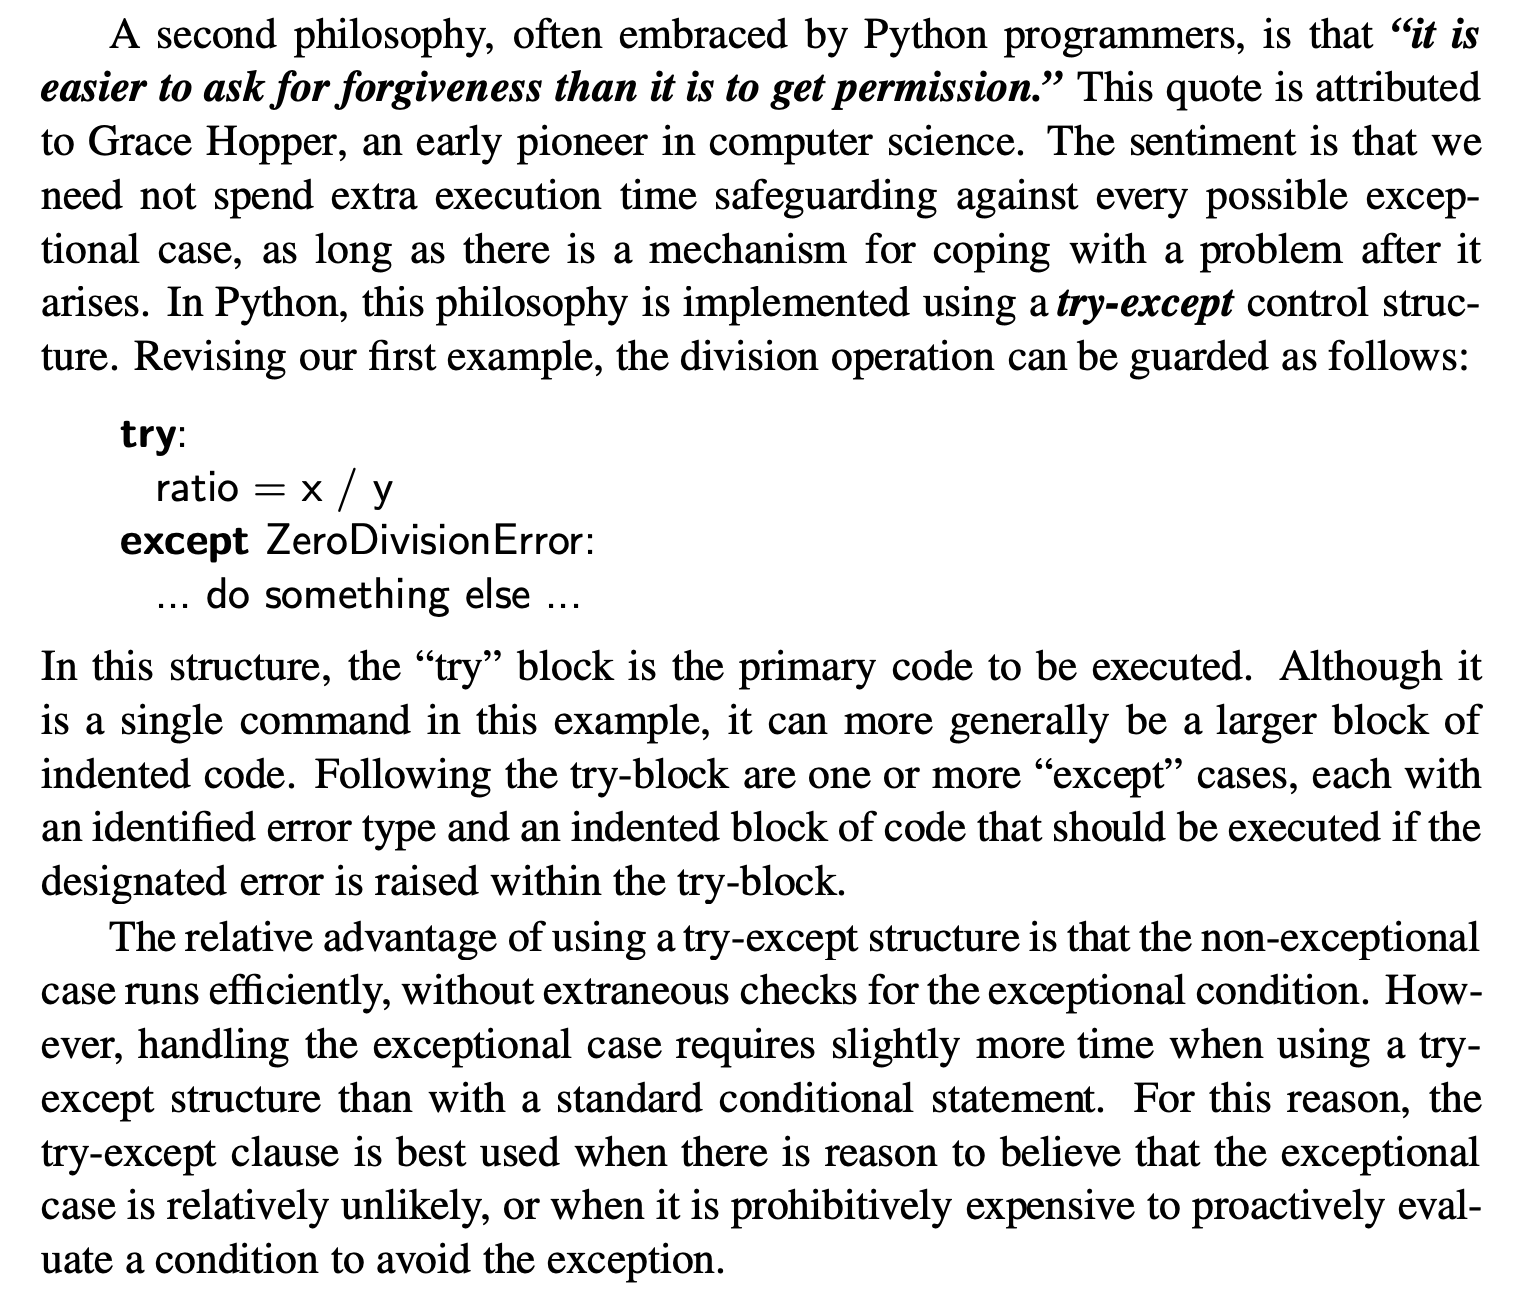 A second philosophy, often embraced by Python programmers, is that “it is
easier to ask for forgiveness than it is to get permission.” This quote is attributed
to Grace Hopper, an early pioneer in computer science. The sentiment is that we
need not spend extra execution time safeguarding against every possible excep-
tional case, as long as there is a mechanism for coping with a problem after it
arises. In Python, this philosophy is implemented using a try-except control struc-
ture. Revising our first example, the division operation can be guarded as follows:
try:
ratio = x / y
except ZeroDivisionError:
... do something else ...
In this structure, the “try” block is the primary code to be executed. Although it
is a single command in this example, it can more generally be a larger block of
indented code. Following the try-block are one or more “except” cases, each with
an identified error type and an indented block of code that should be executed if the
designated error is raised within the try-block.
The relative advantage of using a try-except structure is that the non-exceptional
case runs efficiently, without extraneous checks for the exceptional condition. How-
ever, handling the exceptional case requires slightly more time when using a try-
except structure than with a standard conditional statement. For this reason, the
try-except clause is best used when there is reason to believe that the exceptional
case is relatively unlikely, or when it is prohibitively expensive to proactively eval-
uate a condition to avoid the exception.